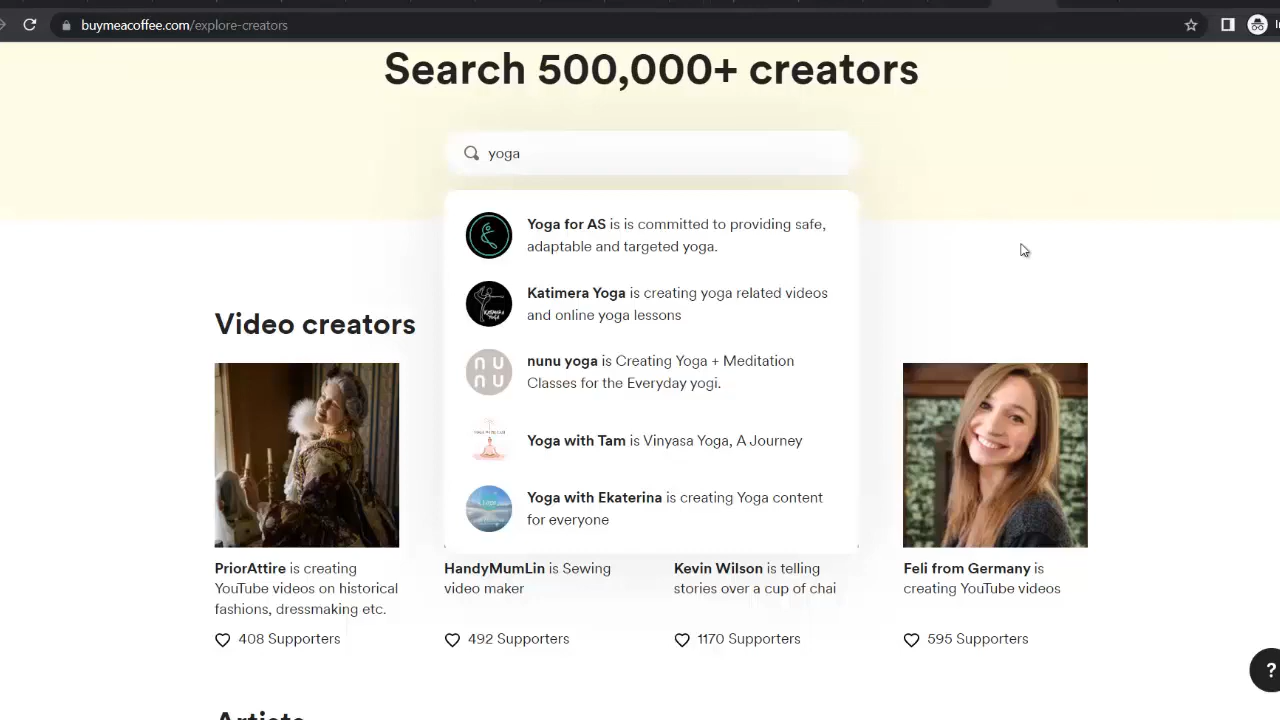 buymeacoffee.com/explore-creators
Search 500,000+ creators
yoga
Yoga for AS is is committed to providing safe,
adaptable and targeted yoga.
Katimera Yoga is creating yoga related videos
and online yoga lessons
nunu yoga is Creating Yoga + Meditation
Classes for the Everyday yogi.
Yoga with Tam is Vinyasa Yoga, A Journey
Yoga with Ekaterina is creating Yoga content
for everyone
Video creators
PriorAttire is creating
YouTube videos on historical
fashions, dressmaking etc.
408 Supporters
HandyMumLin is Sewing
video maker
492 Supporters
Kevin Wilson is telling
stories over a cup of chai
1170 Supporters
Feli from Germany is
creating YouTube videos
595 Supporters
Artists
?